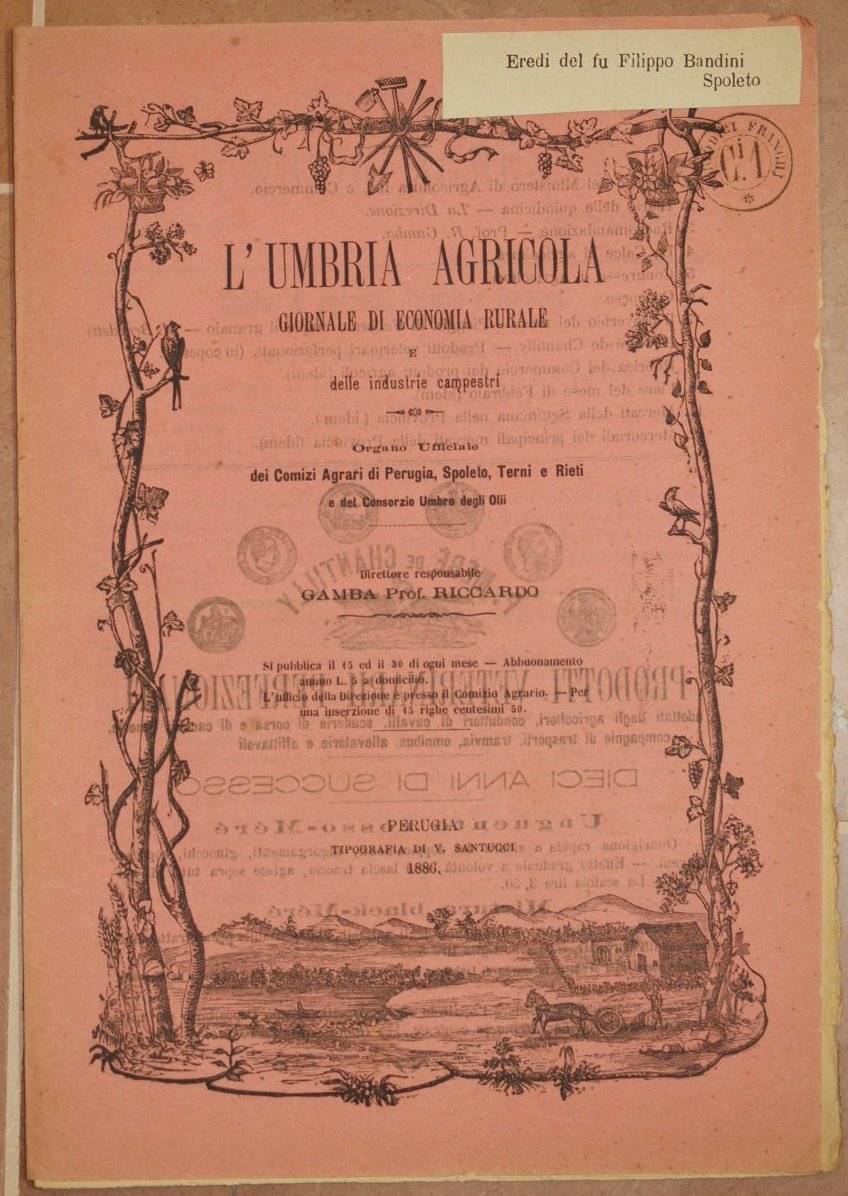 Eredi del fu Filippo Bandini
Spoleto
DEI FRANCHI
C.i 1
L'UMBRIA AGRICOLA
GIORNALE DI ECONOMIA RURALE
E
delle industrie campestri
Organo Ufficiale
dei Comizi Agrari di Perugia, Spoleto, Terni e Rieti
e del Consorzio Umbro degli Olii
Direttore responsabile
GAMBA Prof. RICCARDO
Si pubblica il 15 ed il 30 di ogni mese — Abbuonamento
annuo L. 5 a domicilio.
L'ufficio della Direzione è presso il Comizio Agrario. — Per
una inserzione di 15 righe centesimi 50.
PERUGIA
TIPOGRAFIA DI V. SANTUCCI
1886.